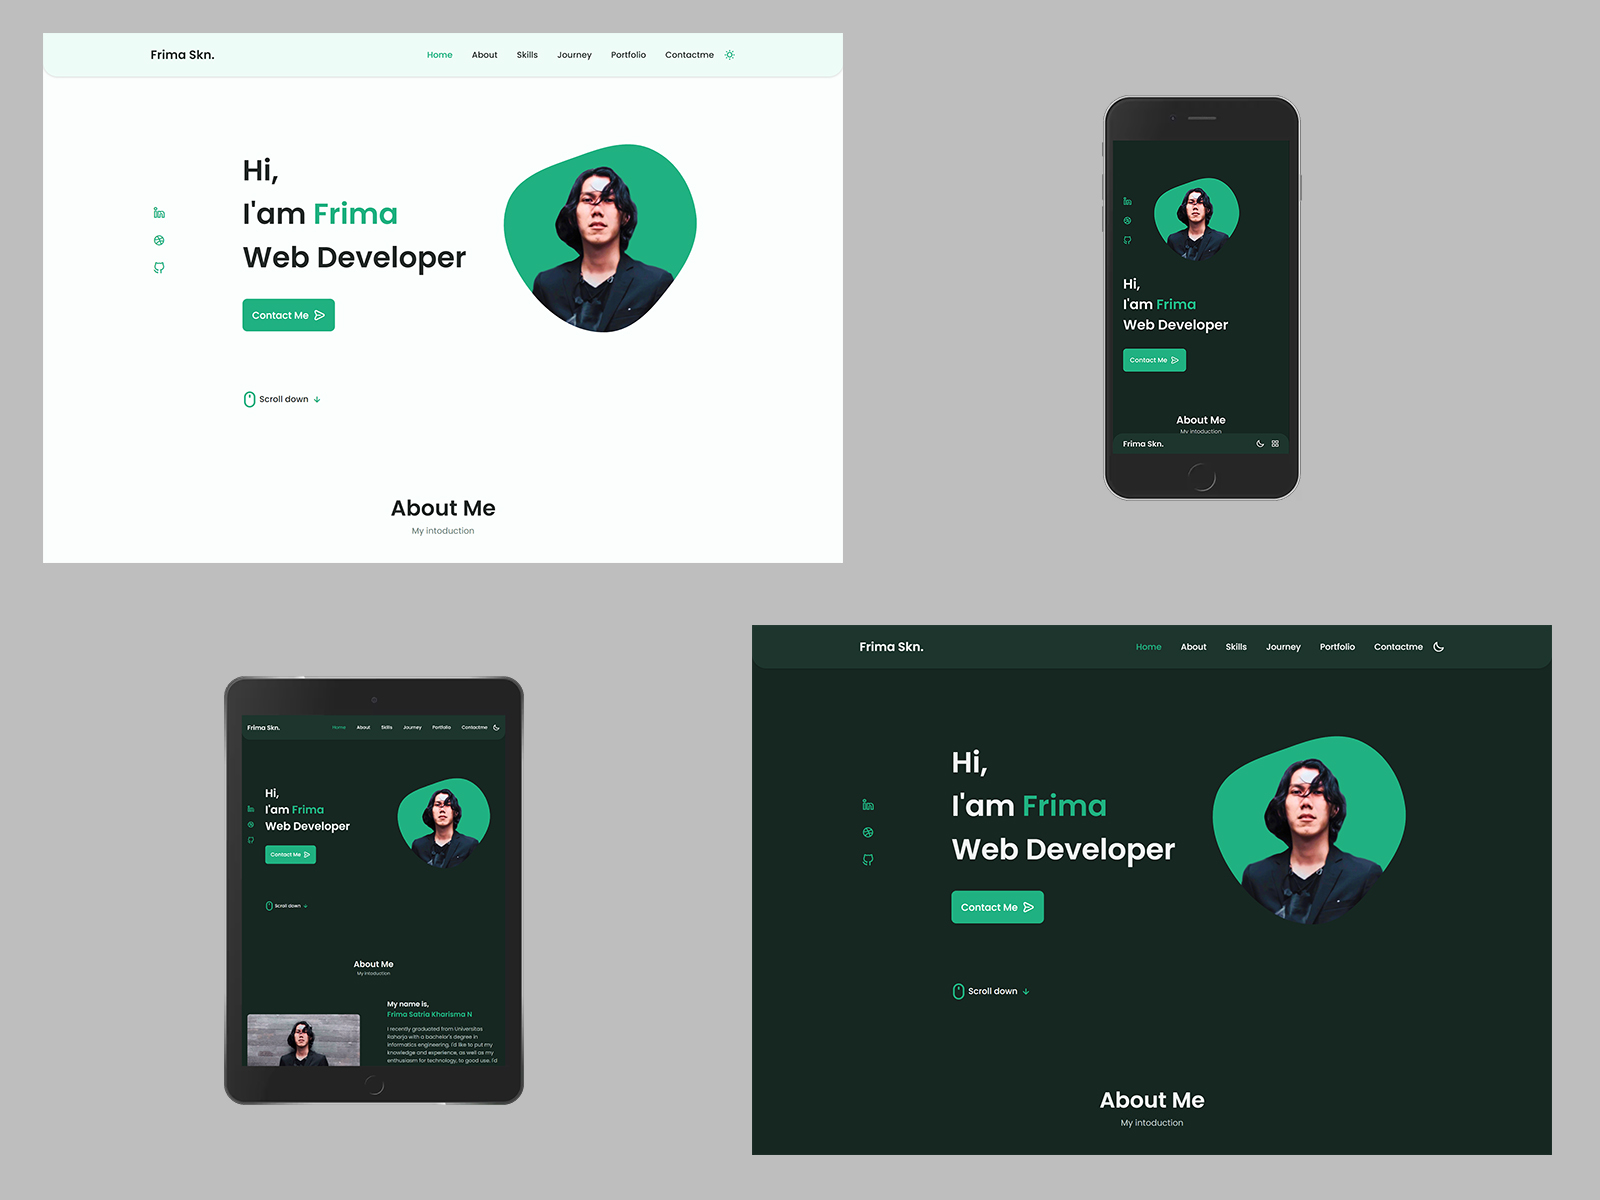 Frima Skn.
Home About Skills Journey Portfolio Contactme
Hi,
I'am Frima
Web Developer
Contact Me
Scroll down
About Me
My intoduction
Hi,
I'am Frima
Web Developer
Contact Me
About Me
My intoduction
Frima Skn.
Frima Skn.
Home About Skills Journey Portfolio Contactme
Hi,
I'am Frima
Web Developer
Contact Me
Scroll down
About Me
My intoduction
My name is,
Frima Satria Kharisma N
I recently graduated from Universitas
Raharja with a bachelor's degree in
informatics engineering. I'd like to put my
knowledge and experience, as well as my
enthusiasm for technology, to good use. I'd
Frima Skn.
Home About Skills Journey Portfolio Contactme
Hi,
I'am Frima
Web Developer
Contact Me
Scroll down
About Me
My intoduction